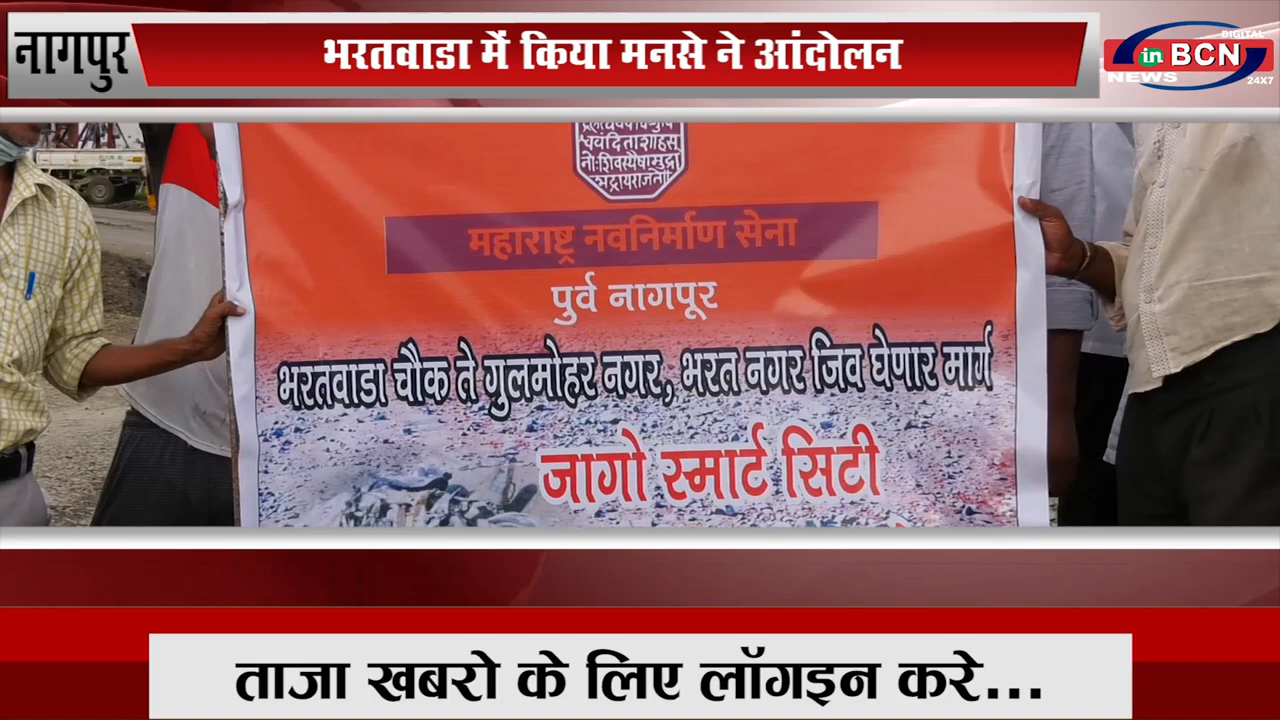 नागपुर
भरतवाडा में किया मनसे ने आंदोलन
DIGITAL
in BCN
NEWS
24X7
महाराष्ट्र नवनिर्माण सेना
पुर्व नागपूर
भरतवाडा चौक ते गुलमोहर नगर, भरत नगर जिव घेणार मार्ग
जागो स्मार्ट सिटी
ताजा खबरो के लिए लॉगइन करे...